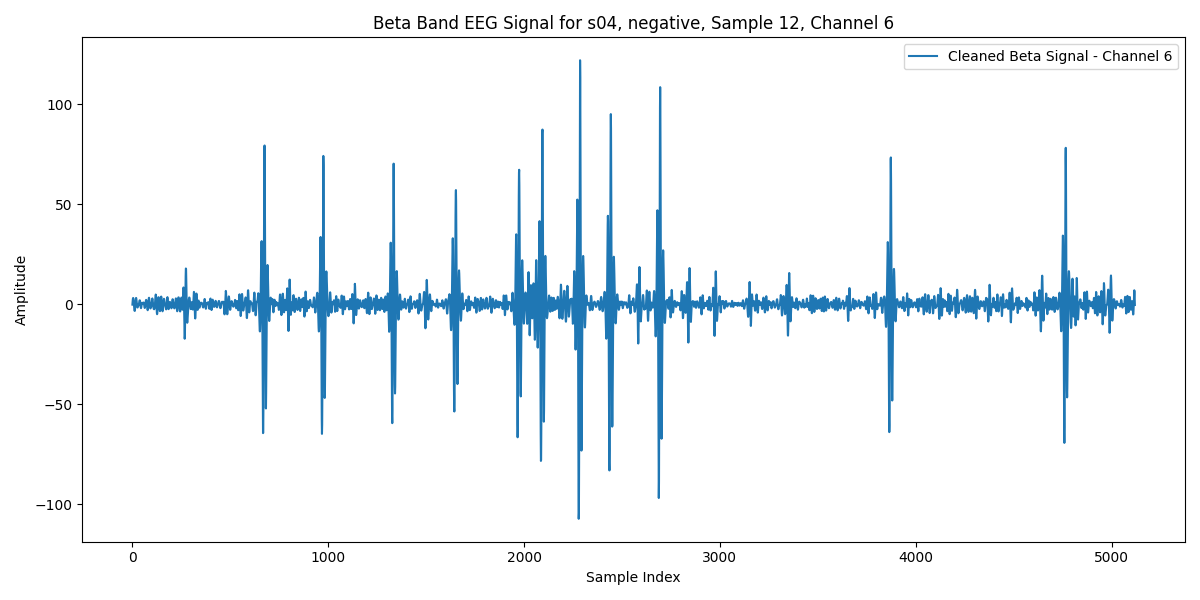 Beta Band EEG Signal for s04, negative, Sample 12, Channel 6
Cleaned Beta Signal - Channel 6
Amplitude
100
50
0
−50
−100
0 1000 2000 3000 4000 5000
Sample Index